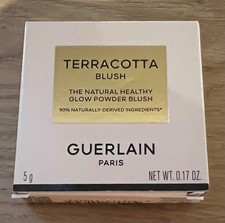 TERRACOTTA
BLUSH
THE NATURAL HEALTHY
GLOW POWDER BLUSH
90% NATURALLY-DERIVED INGREDIENTS*
GUERLAIN
PARIS
5 g NET WT. 0.17 OZ.